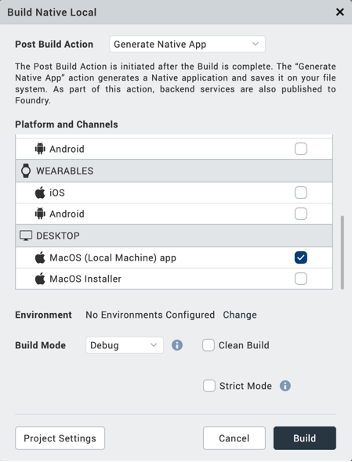 Build Native Local
Post Build Action
Generate Native App
The Post Build Action is initiated after the Build is complete. The “Generate
Native App” action generates a Native application and saves it on your file
system. As part of this action, backend services are also published to
Foundry.
Platform and Channels
Android
WEARABLES
iOS
Android
DESKTOP
MacOS (Local Machine) app
MacOS Installer
Environment
No Environments Configured
Change
Build Mode
Debug
Clean Build
Strict Mode
Project Settings
Cancel
Build